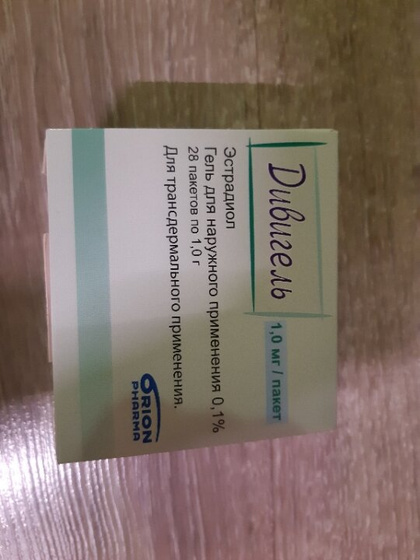 Дивигель
1,0 мг / пакет
Эстрадиол
Гель для наружного применения 0,1%
28 пакетов по 1,0 г
Для трансдермального применения.
ORION
PHARMA